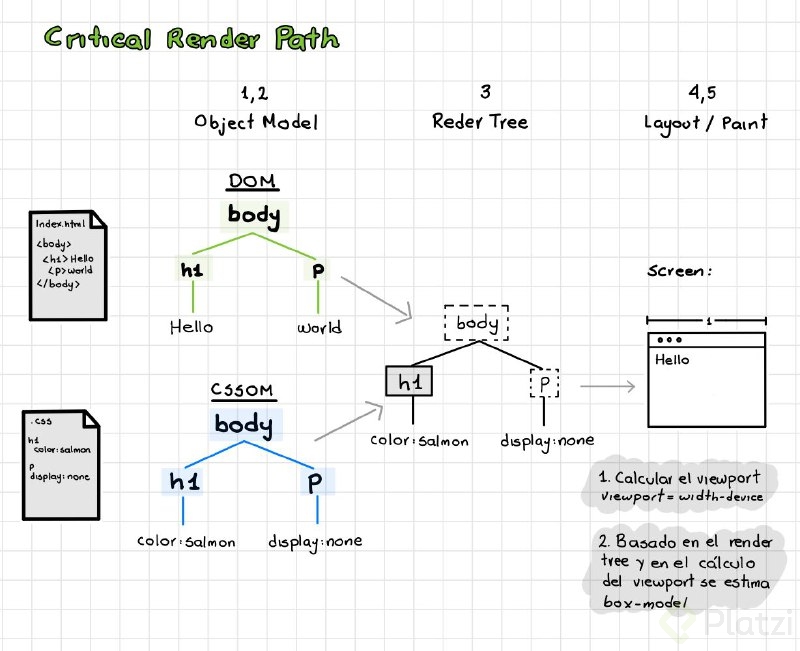 Critical Render Path
1,2
Object Model
3
Reder Tree
4,5
Layout / Paint
DOM
body
h1
p
Hello
world
Index.html
<body>
<h1>Hello
<p>world
</body>
CSSOM
body
h1
p
color:salmon
display:none
.css
h1
color:salmon
p
display:none
body
h1
p
color:salmon
display:none
Screen:
1
Hello
1. Calcular el viewport
viewport = width-device
2. Basado en el render
tree y en el cálculo
del viewport se estima
box-model
Platzi